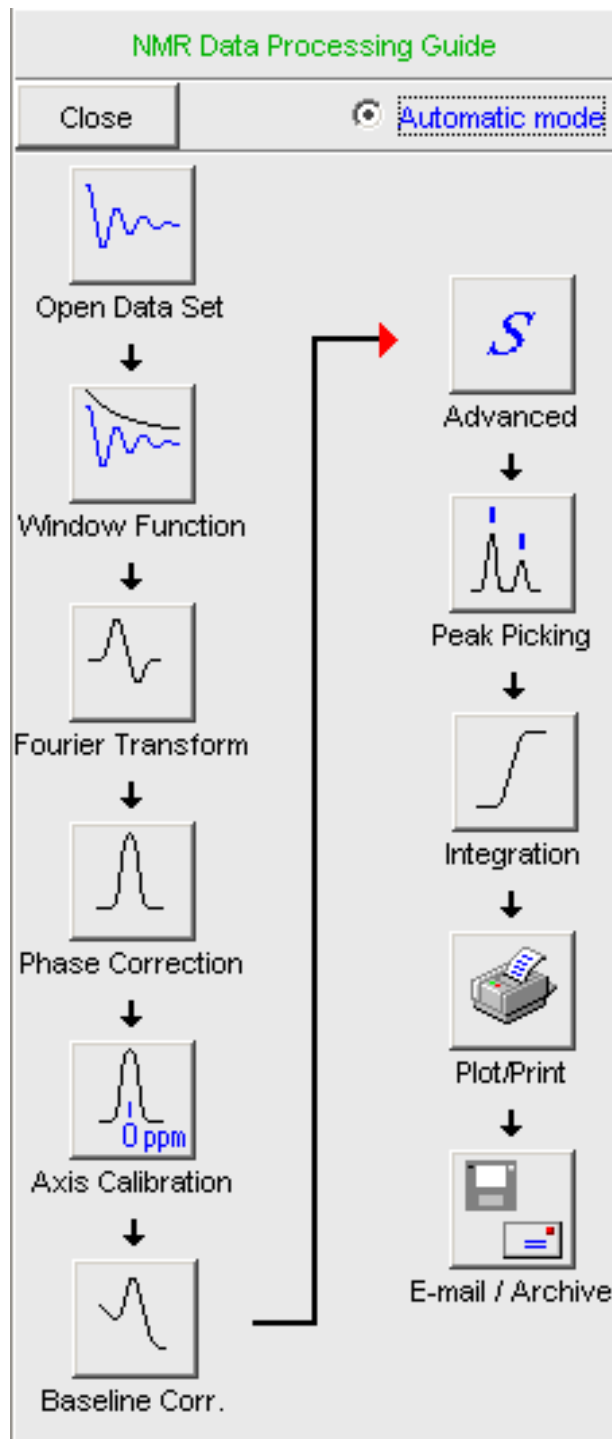 NMR Data Processing Guide
Close
Automatic mode
Open Data Set
Window Function
Fourier Transform
Phase Correction
0 ppm
Axis Calibration
Baseline Corr.
S
Advanced
Peak Picking
Integration
Plot/Print
E-mail / Archive